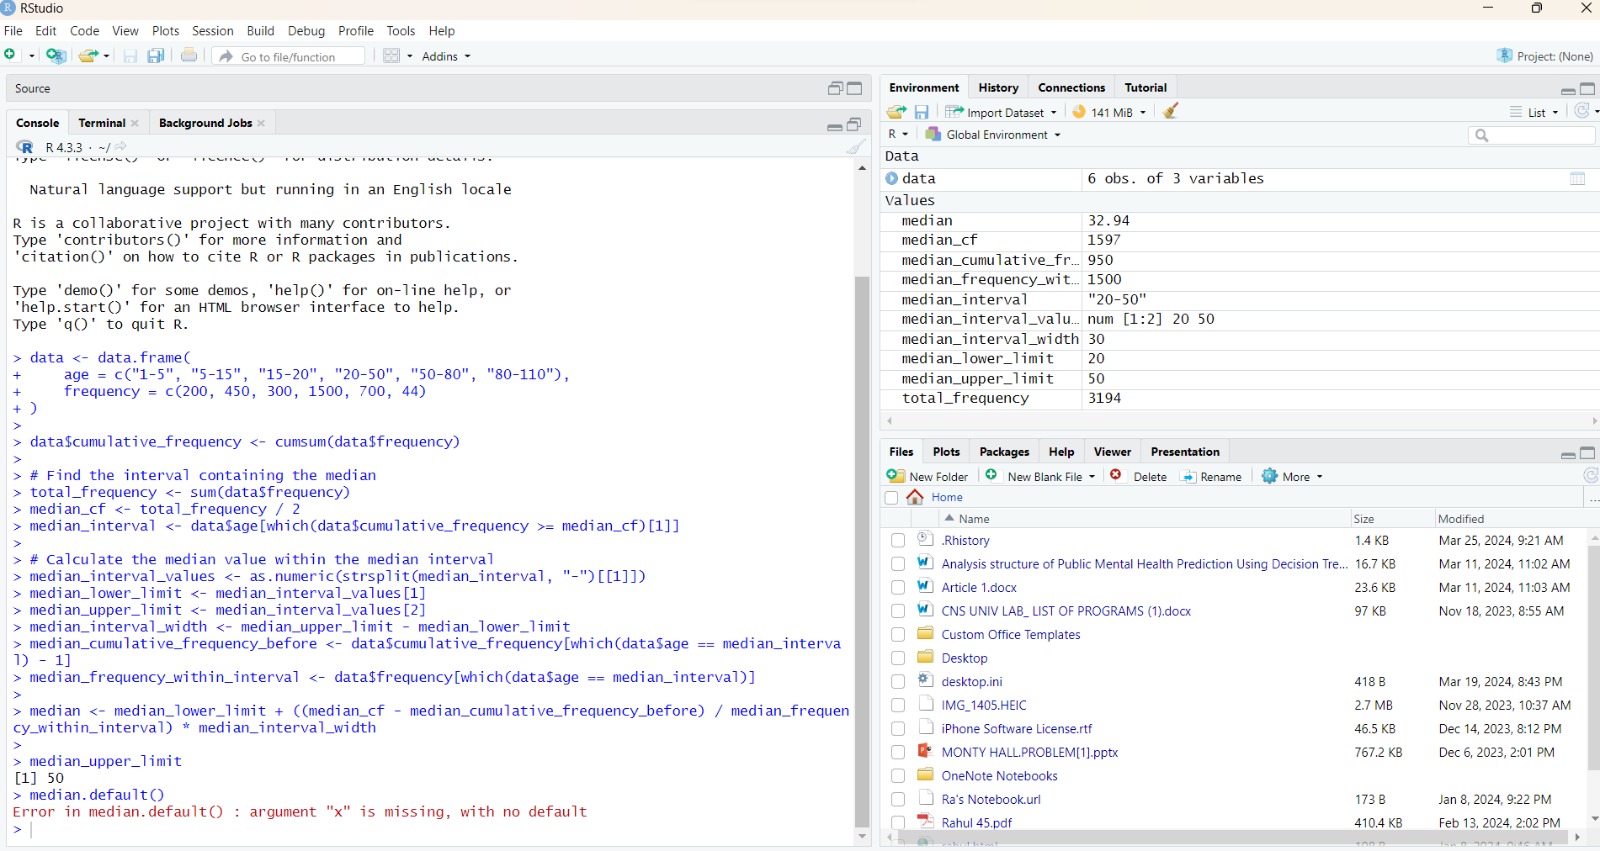 RStudio
File Edit Code View Plots Session Build Debug Profile Tools Help
Go to file/function Addins Project: (None)
Source
Console Terminal Background Jobs
R 4.3.3 · ~/
Natural language support but running in an English locale
R is a collaborative project with many contributors.
Type 'contributors()' for more information and
'citation()' on how to cite R or R packages in publications.
Type 'demo()' for some demos, 'help()' for on-line help, or
'help.start()' for an HTML browser interface to help.
Type 'q()' to quit R.
> data <- data.frame(
+     age = c("1-5", "5-15", "15-20", "20-50", "50-80", "80-110"),
+     frequency = c(200, 450, 300, 1500, 700, 44)
+ )
>
> data$cumulative_frequency <- cumsum(data$frequency)
>
> # Find the interval containing the median
> total_frequency <- sum(data$frequency)
> median_cf <- total_frequency / 2
> median_interval <- data$age[which(data$cumulative_frequency >= median_cf)[1]]
>
> # Calculate the median value within the median interval
> median_interval_values <- as.numeric(strsplit(median_interval, "-")[[1]])
> median_lower_limit <- median_interval_values[1]
> median_upper_limit <- median_interval_values[2]
> median_interval_width <- median_upper_limit - median_lower_limit
> median_cumulative_frequency_before <- data$cumulative_frequency[which(data$age == median_interva
l) - 1]
> median_frequency_within_interval <- data$frequency[which(data$age == median_interval)]
>
> median <- median_lower_limit + ((median_cf - median_cumulative_frequency_before) / median_frequen
cy_within_interval) * median_interval_width
>
> median_upper_limit
[1] 50
> median.default()
Error in median.default() : argument "x" is missing, with no default
>
Environment History Connections Tutorial
Import Dataset 141 MiB List
R Global Environment
Data
data 6 obs. of 3 variables
Values
median 32.94
median_cf 1597
median_cumulative_fr… 950
median_frequency_wit… 1500
median_interval "20-50"
median_interval_valu… num [1:2] 20 50
median_interval_width 30
median_lower_limit 20
median_upper_limit 50
total_frequency 3194
Files Plots Packages Help Viewer Presentation
New Folder New Blank File Delete Rename More
Home ...
Name Size Modified
.Rhistory 1.4 KB Mar 25, 2024, 9:21 AM
Analysis structure of Public Mental Health Prediction Using Decision Tre... 16.7 KB Mar 11, 2024, 11:02 AM
Article 1.docx 23.6 KB Mar 11, 2024, 11:03 AM
CNS UNIV LAB_ LIST OF PROGRAMS (1).docx 97 KB Nov 18, 2023, 8:55 AM
Custom Office Templates
Desktop
desktop.ini 418 B Mar 19, 2024, 8:43 PM
IMG_1405.HEIC 2.7 MB Nov 28, 2023, 10:37 AM
iPhone Software License.rtf 46.5 KB Dec 14, 2023, 8:12 PM
MONTY HALL.PROBLEM[1].pptx 767.2 KB Dec 6, 2023, 2:01 PM
OneNote Notebooks
Ra's Notebook.url 173 B Jan 8, 2024, 9:22 PM
Rahul 45.pdf 410.4 KB Feb 13, 2024, 2:02 PM